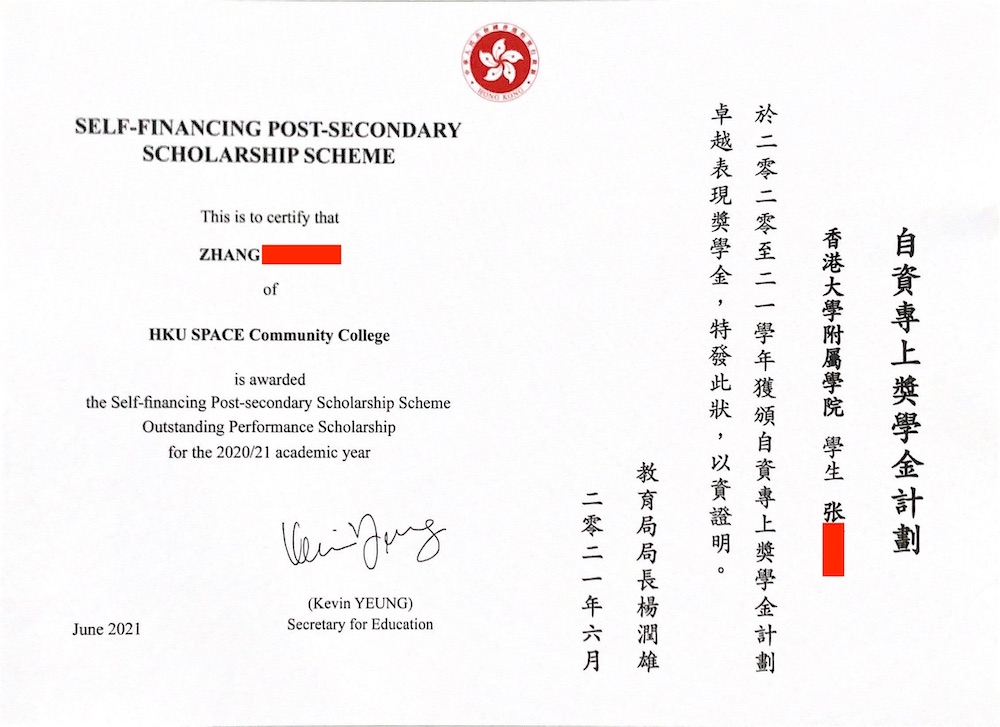 HONG KONG
SELF-FINANCING POST-SECONDARY
SCHOLARSHIP SCHEME
This is to certify that
ZHANG
of
HKU SPACE Community College
is awarded
the Self-financing Post-secondary Scholarship Scheme
Outstanding Performance Scholarship
for the 2020/21 academic year
Kevin Yeung
(Kevin YEUNG)
Secretary for Education
June 2021
自資專上獎學金計劃
香港大學附屬學院 學生 张
於二零二零至二一學年獲頒自資專上獎學金計劃
卓越表現獎學金，特發此狀，以資證明。
教育局局長楊潤雄
二零二一年六月